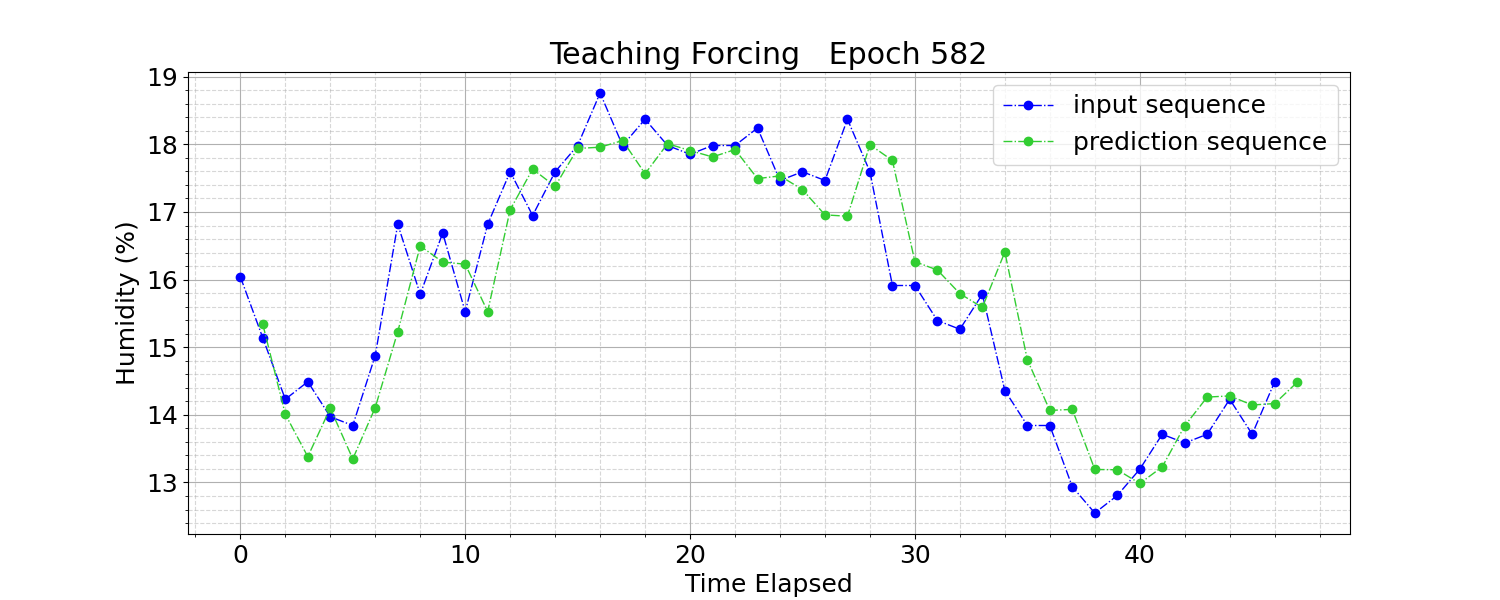 Teaching Forcing   Epoch 582
input sequence
prediction sequence
Humidity (%)
19
18
17
16
15
14
13
0 10 20 30 40
Time Elapsed